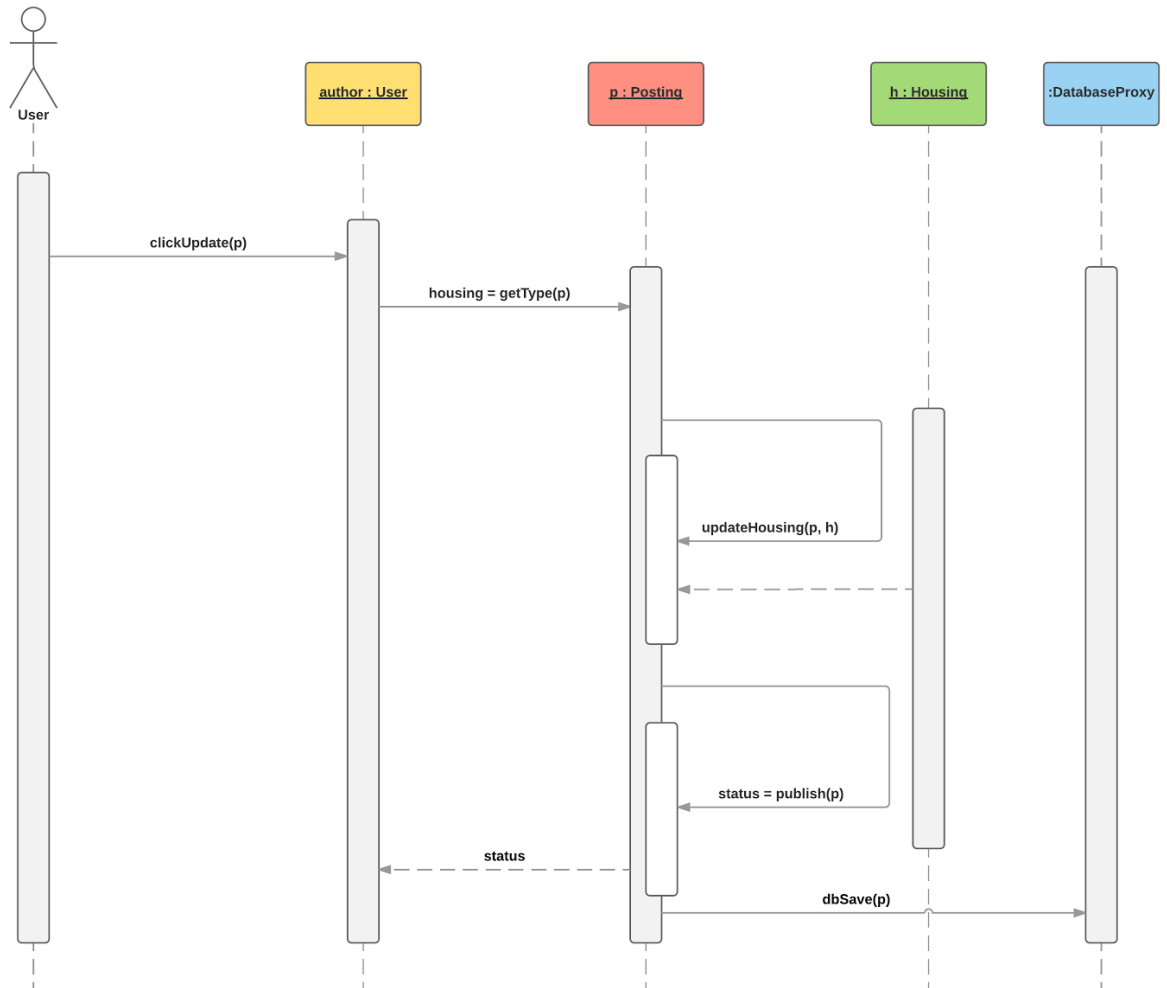 User
author : User
p : Posting
h : Housing
:DatabaseProxy
clickUpdate(p)
housing = getType(p)
updateHousing(p, h)
status = publish(p)
status
dbSave(p)